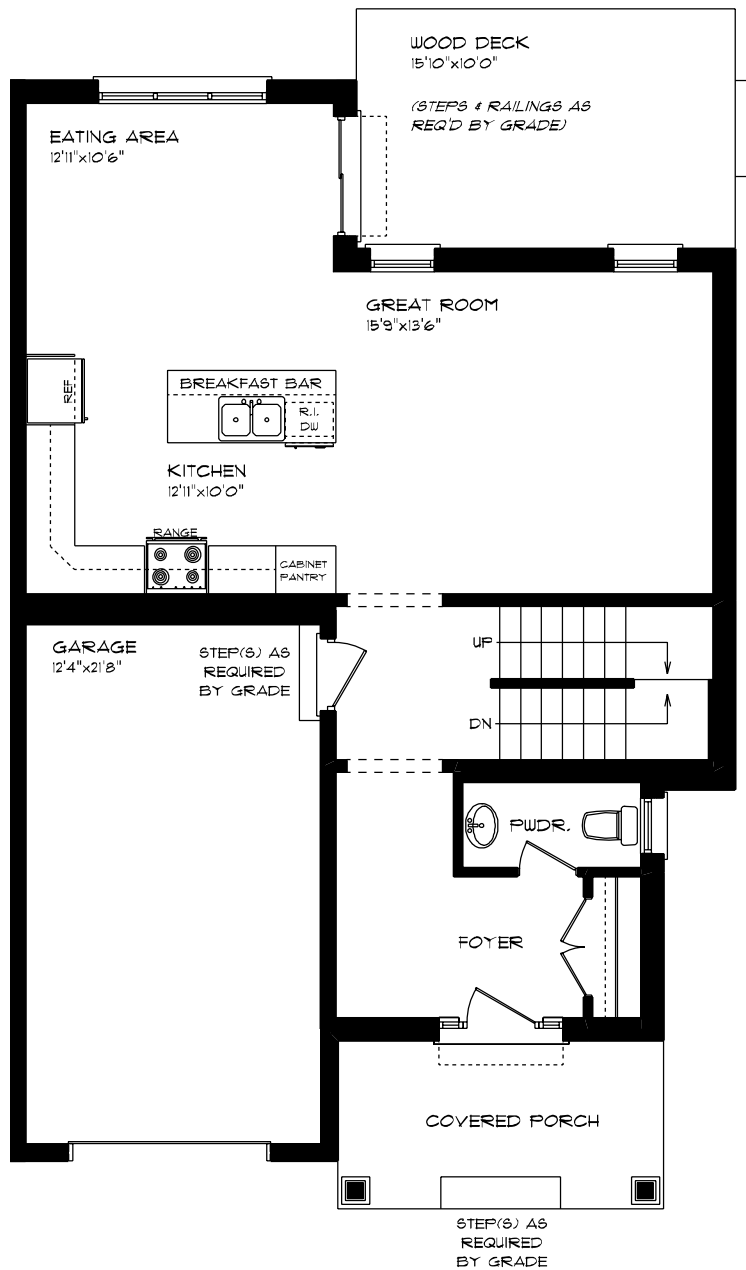 WOOD DECK
15'10"x10'0"
(STEPS & RAILINGS AS
REQ'D BY GRADE)
EATING AREA
12'11"x10'6"
GREAT ROOM
15'9"x13'6"
REF
BREAKFAST BAR
R.I.
DW
KITCHEN
12'11"x10'0"
RANGE
CABINET
PANTRY
GARAGE
12'4"x21'8"
STEP(S) AS
REQUIRED
BY GRADE
UP
DN
PWDR.
FOYER
COVERED PORCH
STEP(S) AS
REQUIRED
BY GRADE